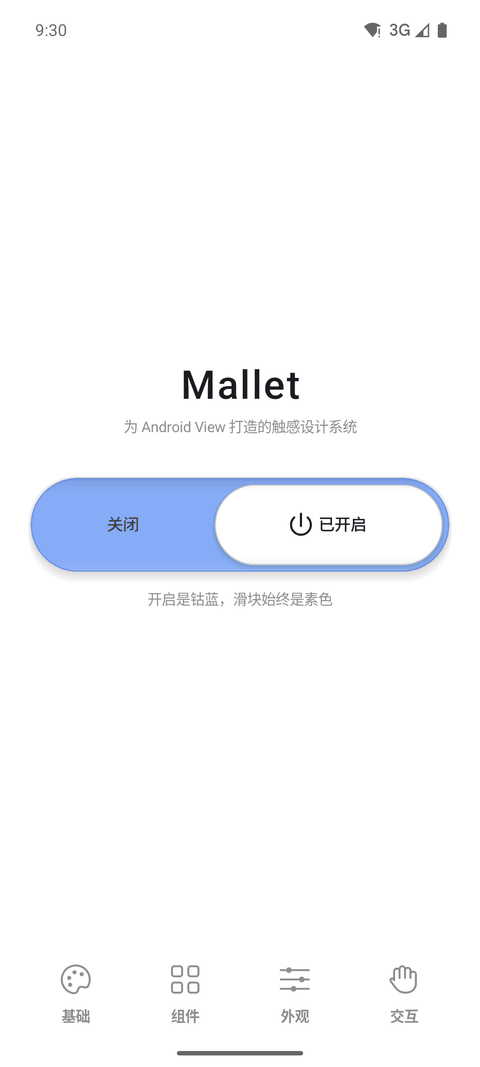 9:30
3G
Mallet
为 Android View 打造的触感设计系统
关闭
已开启
开启是钴蓝，滑块始终是素色
基础
组件
外观
交互